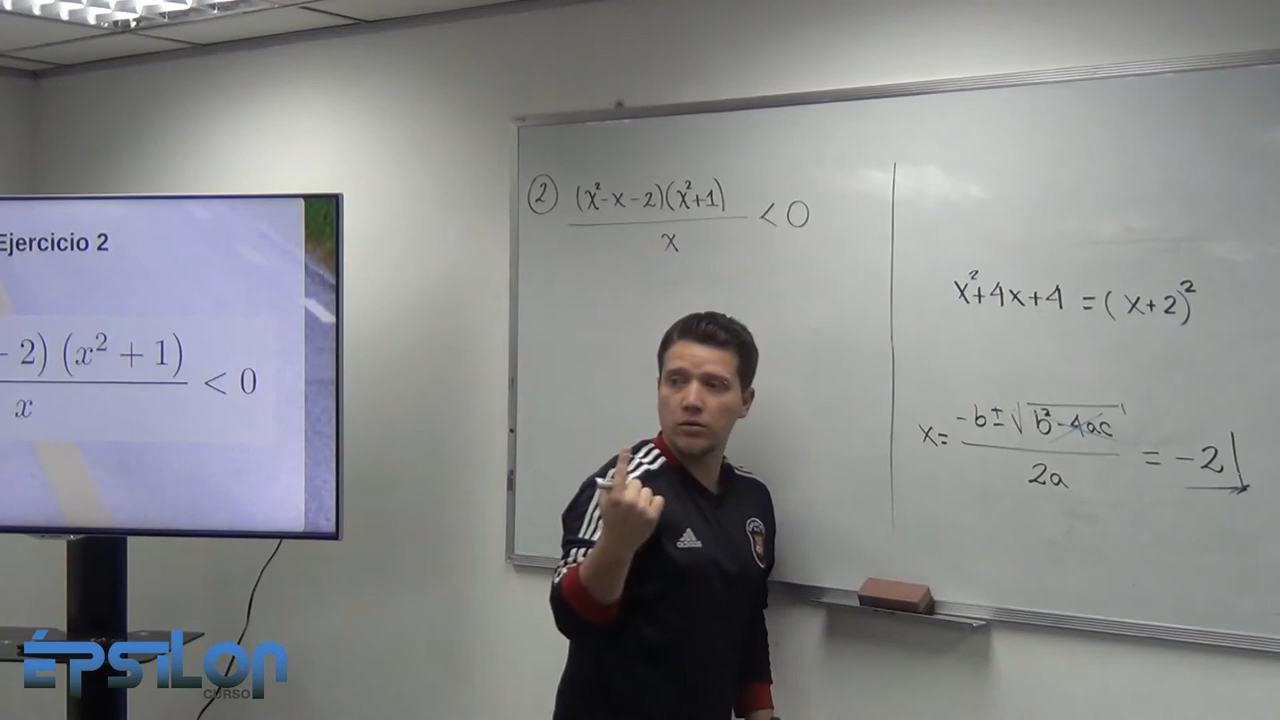 Ejercicio 2
- 2) (x² + 1)
x
< 0
② (x²-x-2)(x²+1)
x
< 0
x²+4x+4 = (x+2)²
x= -b±√b²-4ac
2a
= -2
adidas
ÉPSILON
CURSO